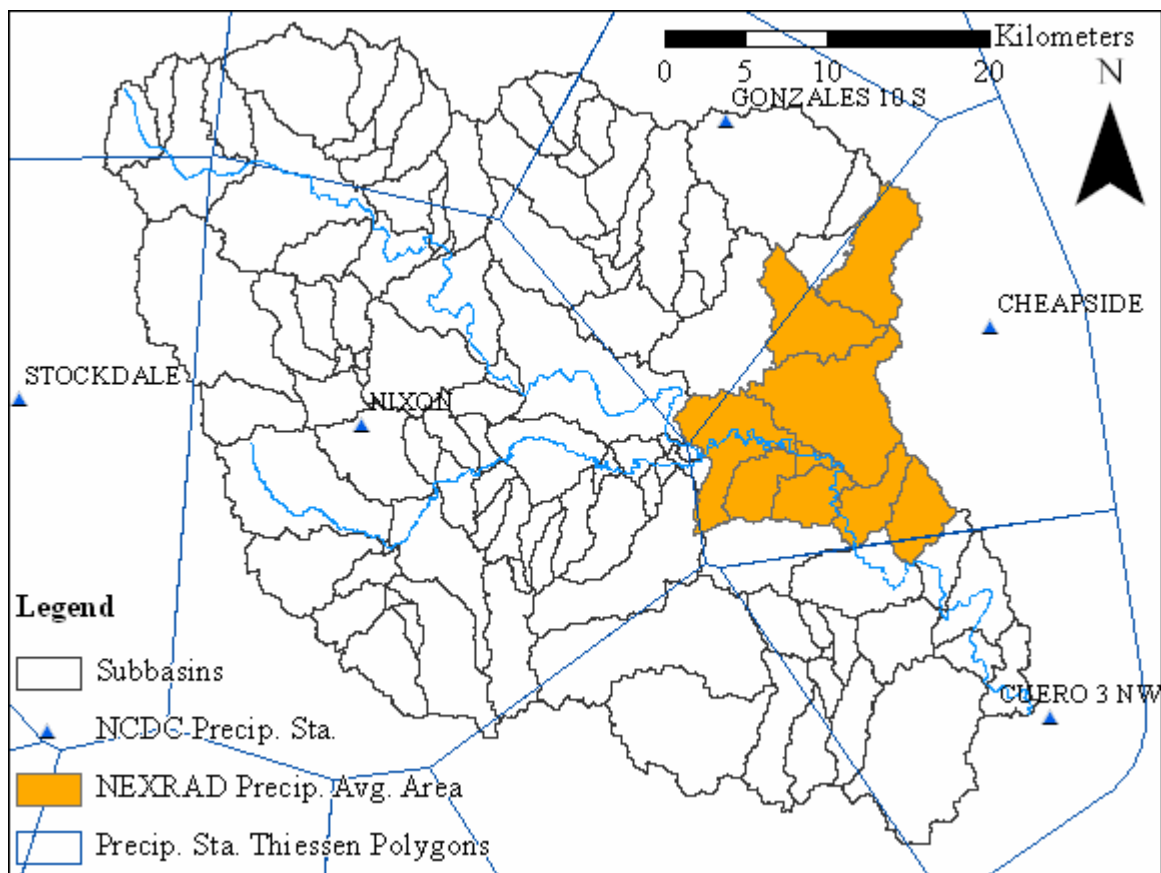 Kilometers
0 5 10 20
N
GONZALES 10 S
CHEAPSIDE
STOCKDALE
NIXON
CHERO 3 NW
Legend
Subbasins
NCDC Precip. Sta.
NEXRAD Precip. Avg. Area
Precip. Sta. Thiessen Polygons